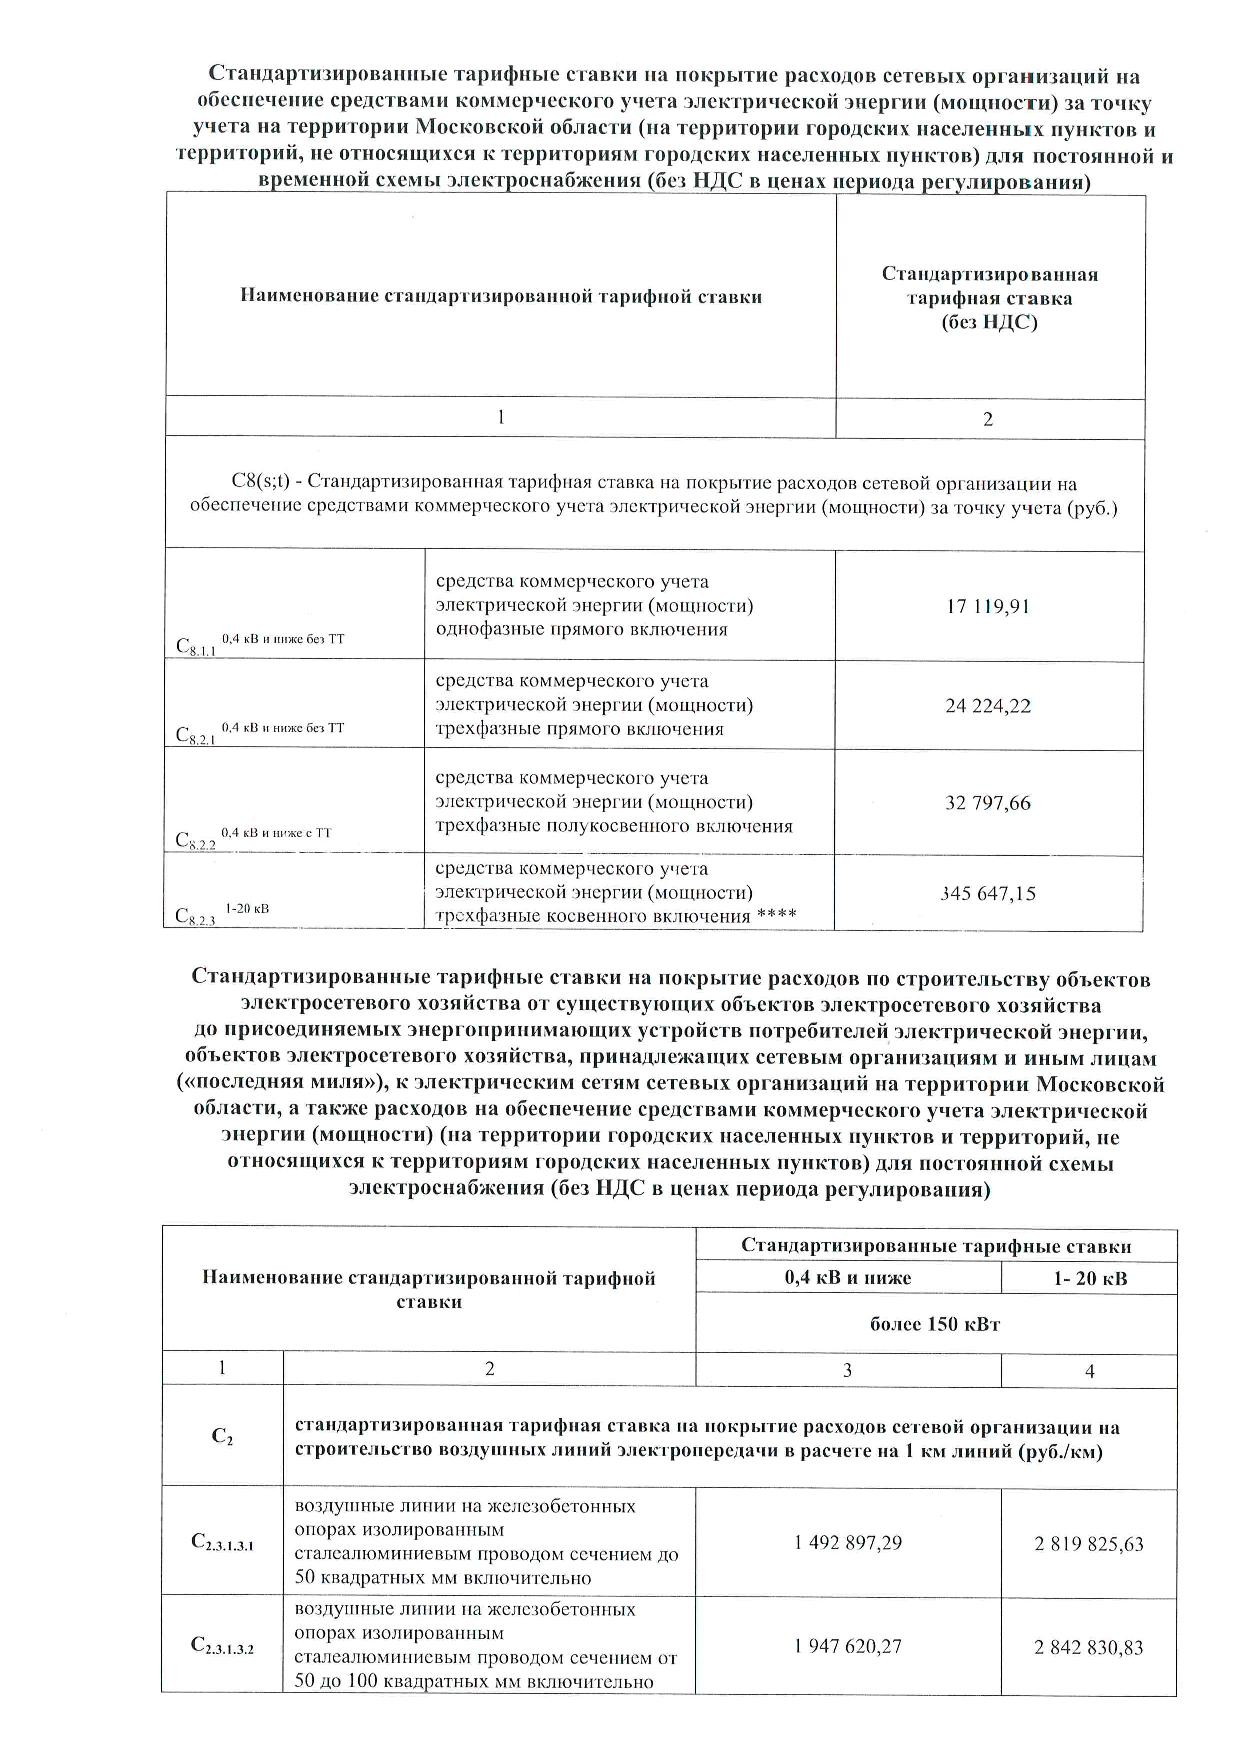 Стандартизированные тарифные ставки на покрытие расходов сетевых организаций на
обеспечение средствами коммерческого учета электрической энергии (мощности) за точку
учета на территории Московской области (на территории городских населенных пунктов и
территорий, не относящихся к территориям городских населенных пунктов) для постоянной и
временной схемы электроснабжения (без НДС в ценах периода регулирования)
Наименование стандартизированной тарифной ставки
Стандартизированная
тарифная ставка
(без НДС)
1
2
С8(s;t) - Стандартизированная тарифная ставка на покрытие расходов сетевой организации на
обеспечение средствами коммерческого учета электрической энергии (мощности) за точку учета (руб.)
С8.1.1 0,4 кВ и ниже без ТТ
средства коммерческого учета
электрической энергии (мощности)
однофазные прямого включения
17 119,91
С8.2.1 0,4 кВ и ниже без ТТ
средства коммерческого учета
электрической энергии (мощности)
трехфазные прямого включения
24 224,22
С8.2.2 0,4 кВ и ниже с ТТ
средства коммерческого учета
электрической энергии (мощности)
трехфазные полукосвенного включения
32 797,66
С8.2.3 1-20 кВ
средства коммерческого учета
электрической энергии (мощности)
трехфазные косвенного включения ****
345 647,15
Стандартизированные тарифные ставки на покрытие расходов по строительству объектов
электросетевого хозяйства от существующих объектов электросетевого хозяйства
до присоединяемых энергопринимающих устройств потребителей электрической энергии,
объектов электросетевого хозяйства, принадлежащих сетевым организациям и иным лицам
(«последняя миля»), к электрическим сетям сетевых организаций на территории Московской
области, а также расходов на обеспечение средствами коммерческого учета электрической
энергии (мощности) (на территории городских населенных пунктов и территорий, не
относящихся к территориям городских населенных пунктов) для постоянной схемы
электроснабжения (без НДС в ценах периода регулирования)
Наименование стандартизированной тарифной
ставки
Стандартизированные тарифные ставки
0,4 кВ и ниже
1- 20 кВ
более 150 кВт
1
2
3
4
С2
стандартизированная тарифная ставка на покрытие расходов сетевой организации на
строительство воздушных линий электропередачи в расчете на 1 км линий (руб./км)
С2.3.1.3.1
воздушные линии на железобетонных
опорах изолированным
сталеалюминиевым проводом сечением до
50 квадратных мм включительно
1 492 897,29
2 819 825,63
С2.3.1.3.2
воздушные линии на железобетонных
опорах изолированным
сталеалюминиевым проводом сечением от
50 до 100 квадратных мм включительно
1 947 620,27
2 842 830,83